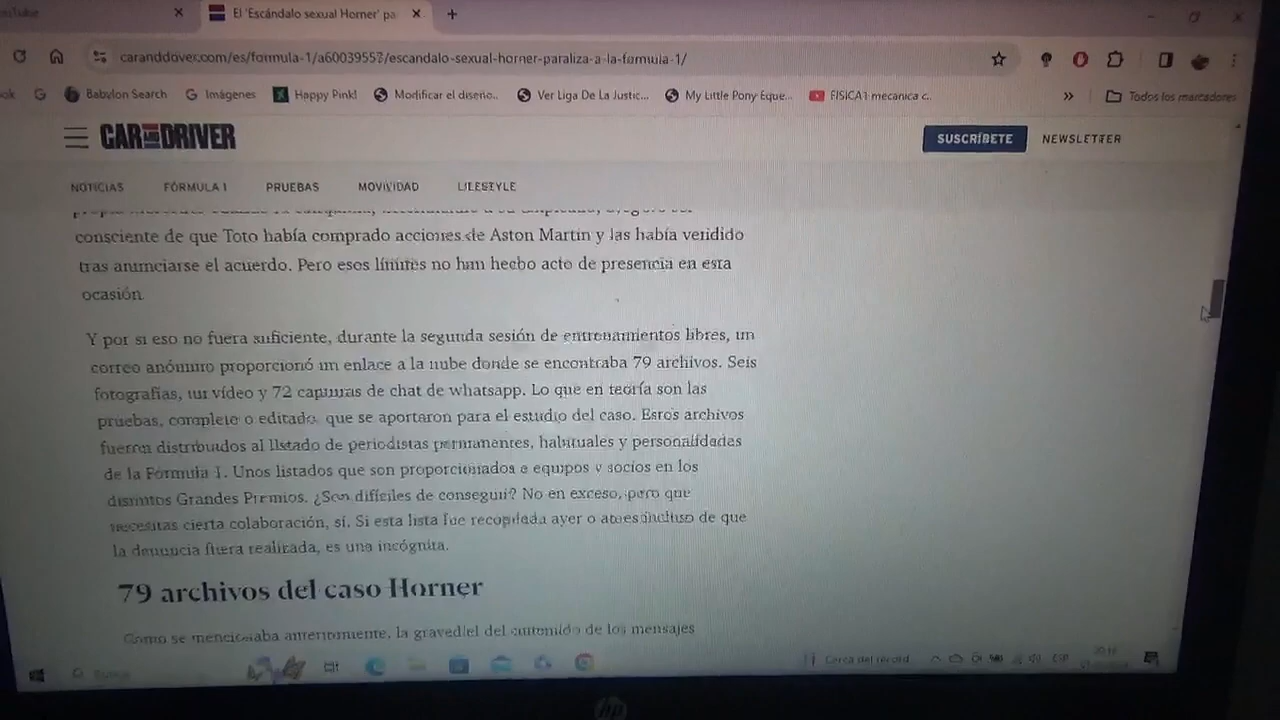 El 'Escándalo sexual Horner' pa
caranddover.com/es/formula-1/a60039557/escandalo-sexual-horner-paraliza-a-la-formula-1/
ok G Babylon Search G Imágenes Happy Pink! Modificar el diseño... Ver Liga De La Justic... My Little Pony Eque... FISICA 1 mecanica c... » Todos los marcadores
CAR AND DRIVER SUSCRÍBETE NEWSLETTER
NOTICIAS FÓRMULA 1 PRUEBAS MOVIVIDAD LIFESTYLE
consciente de que Toto había comprado acciones de Aston Martin y las había vendido
tras anunciarse el acuerdo. Pero esos límites no han hecho acto de presencia en esta
ocasión.
Y por si eso no fuera suficiente, durante la segunda sesión de entrenamientos libres, un
correo anónimo proporcionó un enlace a la nube donde se encontraba 79 archivos. Seis
fotografías, un vídeo y 72 capturas de chat de whatsapp. Lo que en teoría son las
pruebas, completo o editado, que se aportaron para el estudio del caso. Estos archivos
fueron distribuidos al listado de periodistas permanentes, habituales y personalidades
de la Fórmula 1. Unos listados que son proporcionados a equipos y socios en los
distintos Grandes Premios. ¿Son difíciles de conseguir? No en exceso, pero que
necesitas cierta colaboración, sí. Si esta lista fue recopilada ayer o antes incluso de que
la denuncia fuera realizada, es una incógnita.
79 archivos del caso Horner
Como se mencionaba anteriormente, la gravedad del contenido de los mensajes
Cerca del récord ESP
hp